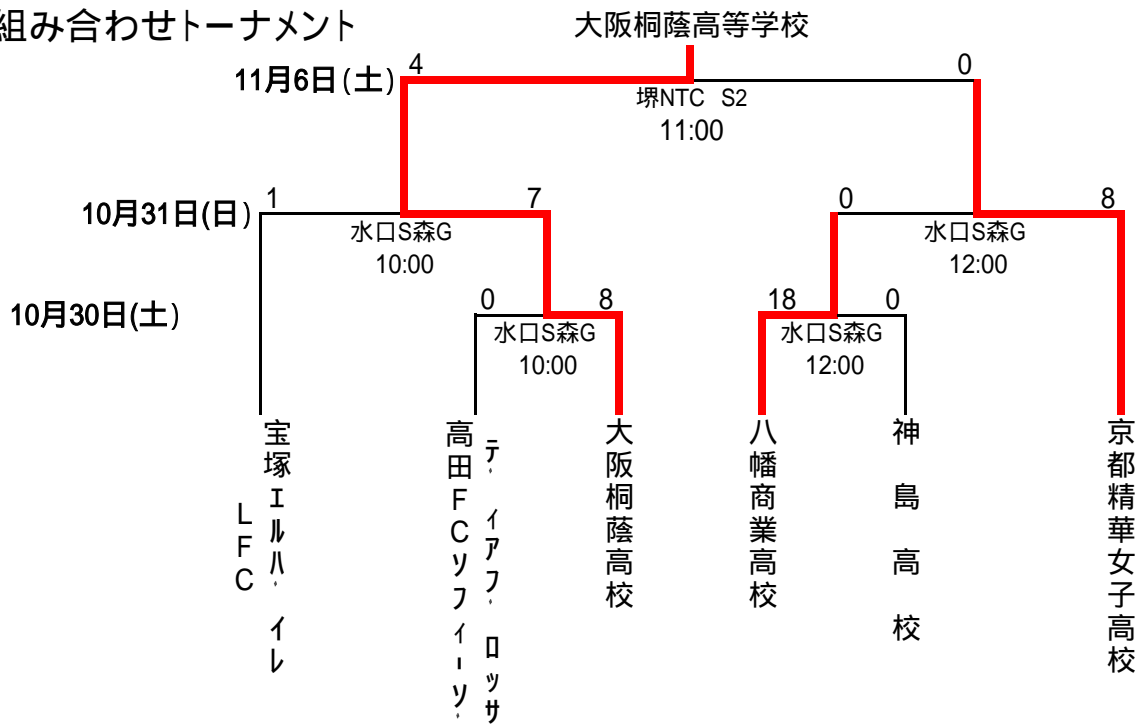 組み合わせトーナメント
大阪桐蔭高等学校
11月6日(土)
4
0
堺NTC S2
11:00
10月31日(日)
1
7
0
8
水口S森G
10:00
水口S森G
12:00
10月30日(土)
0
8
18
0
水口S森G
10:00
水口S森G
12:00
宝塚エルバイレ
LFC
高田FCソフィーゾ
ディアブロッサ
大阪桐蔭高校
八幡商業高校
神島高校
京都精華女子高校